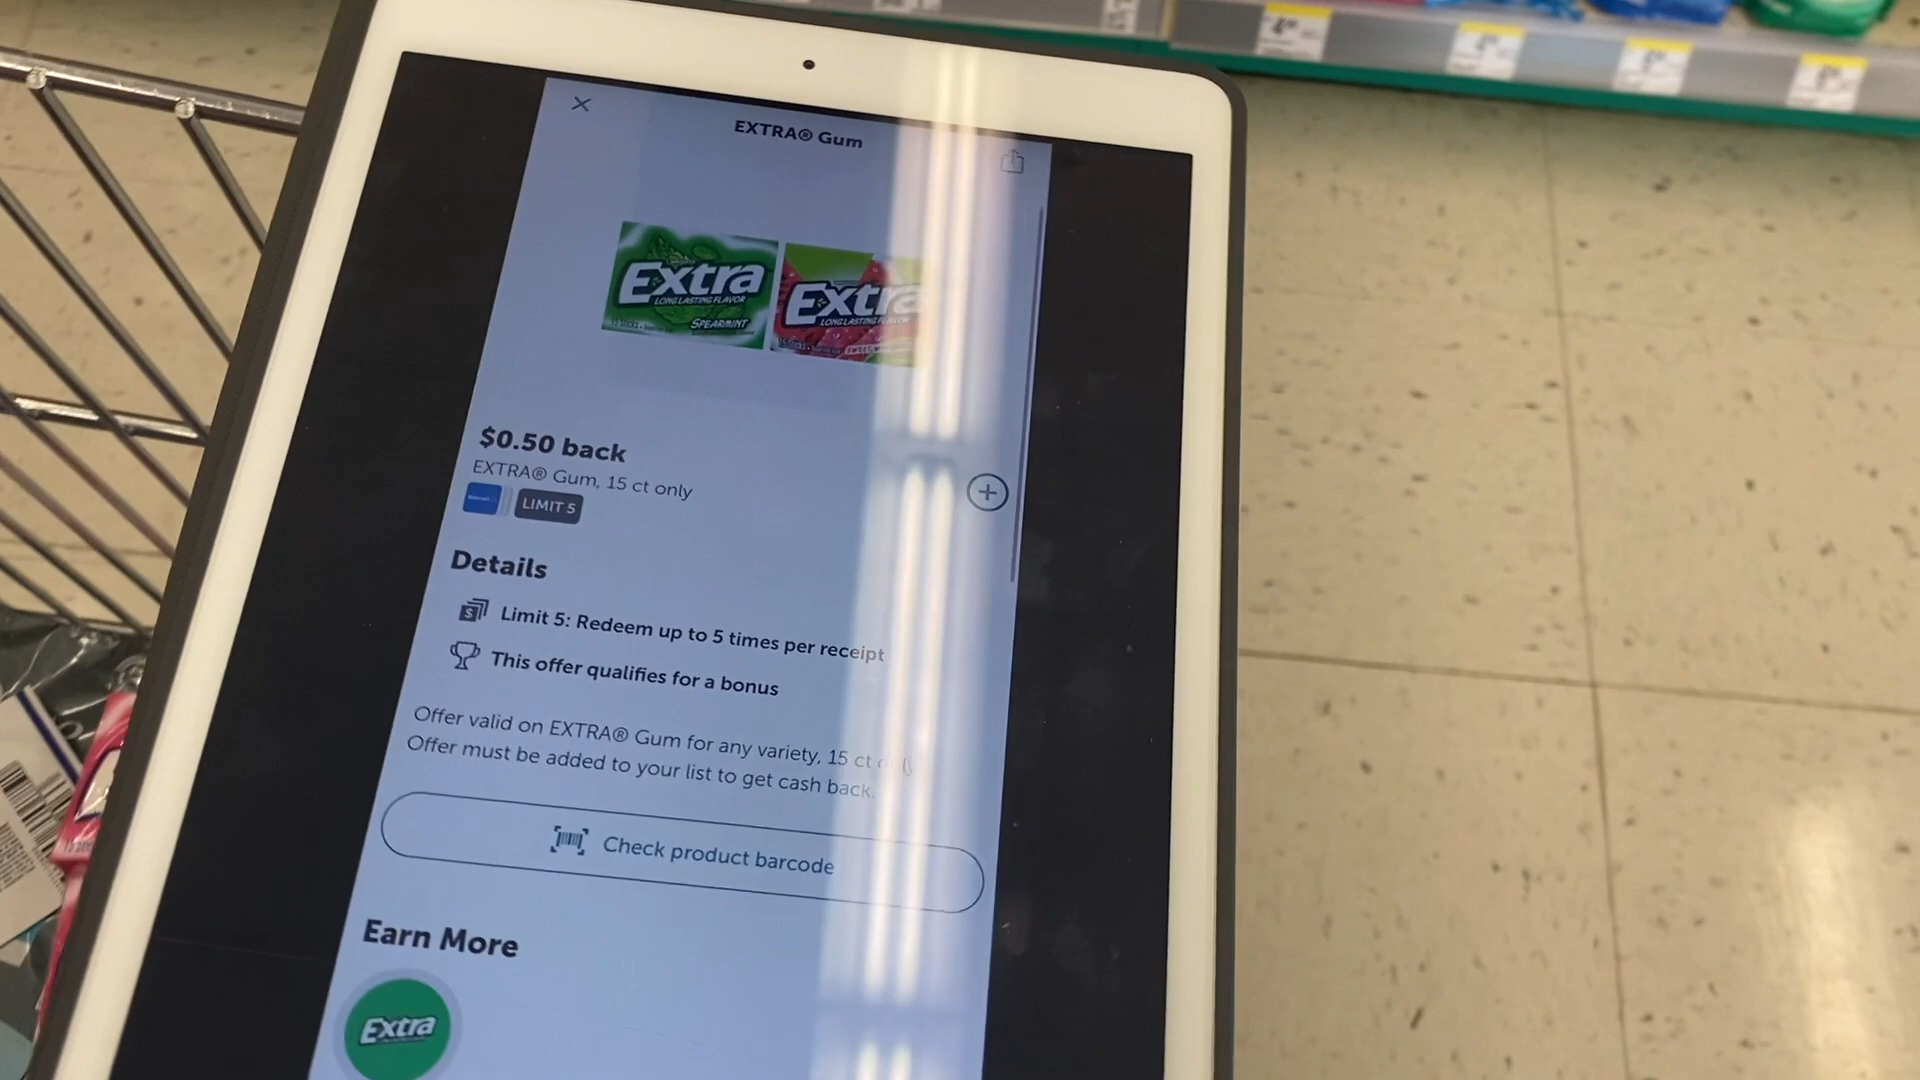 EXTRA® Gum
Extra
LONG LASTING FLAVOR
SPEARMINT
Extra
LONG LASTING FLAVOR
$0.50 back
EXTRA® Gum, 15 ct only
LIMIT 5
Details
Limit 5: Redeem up to 5 times per receipt
This offer qualifies for a bonus
Offer valid on EXTRA® Gum for any variety, 15 ct only
Offer must be added to your list to get cash back.
Check product barcode
Earn More
Extra